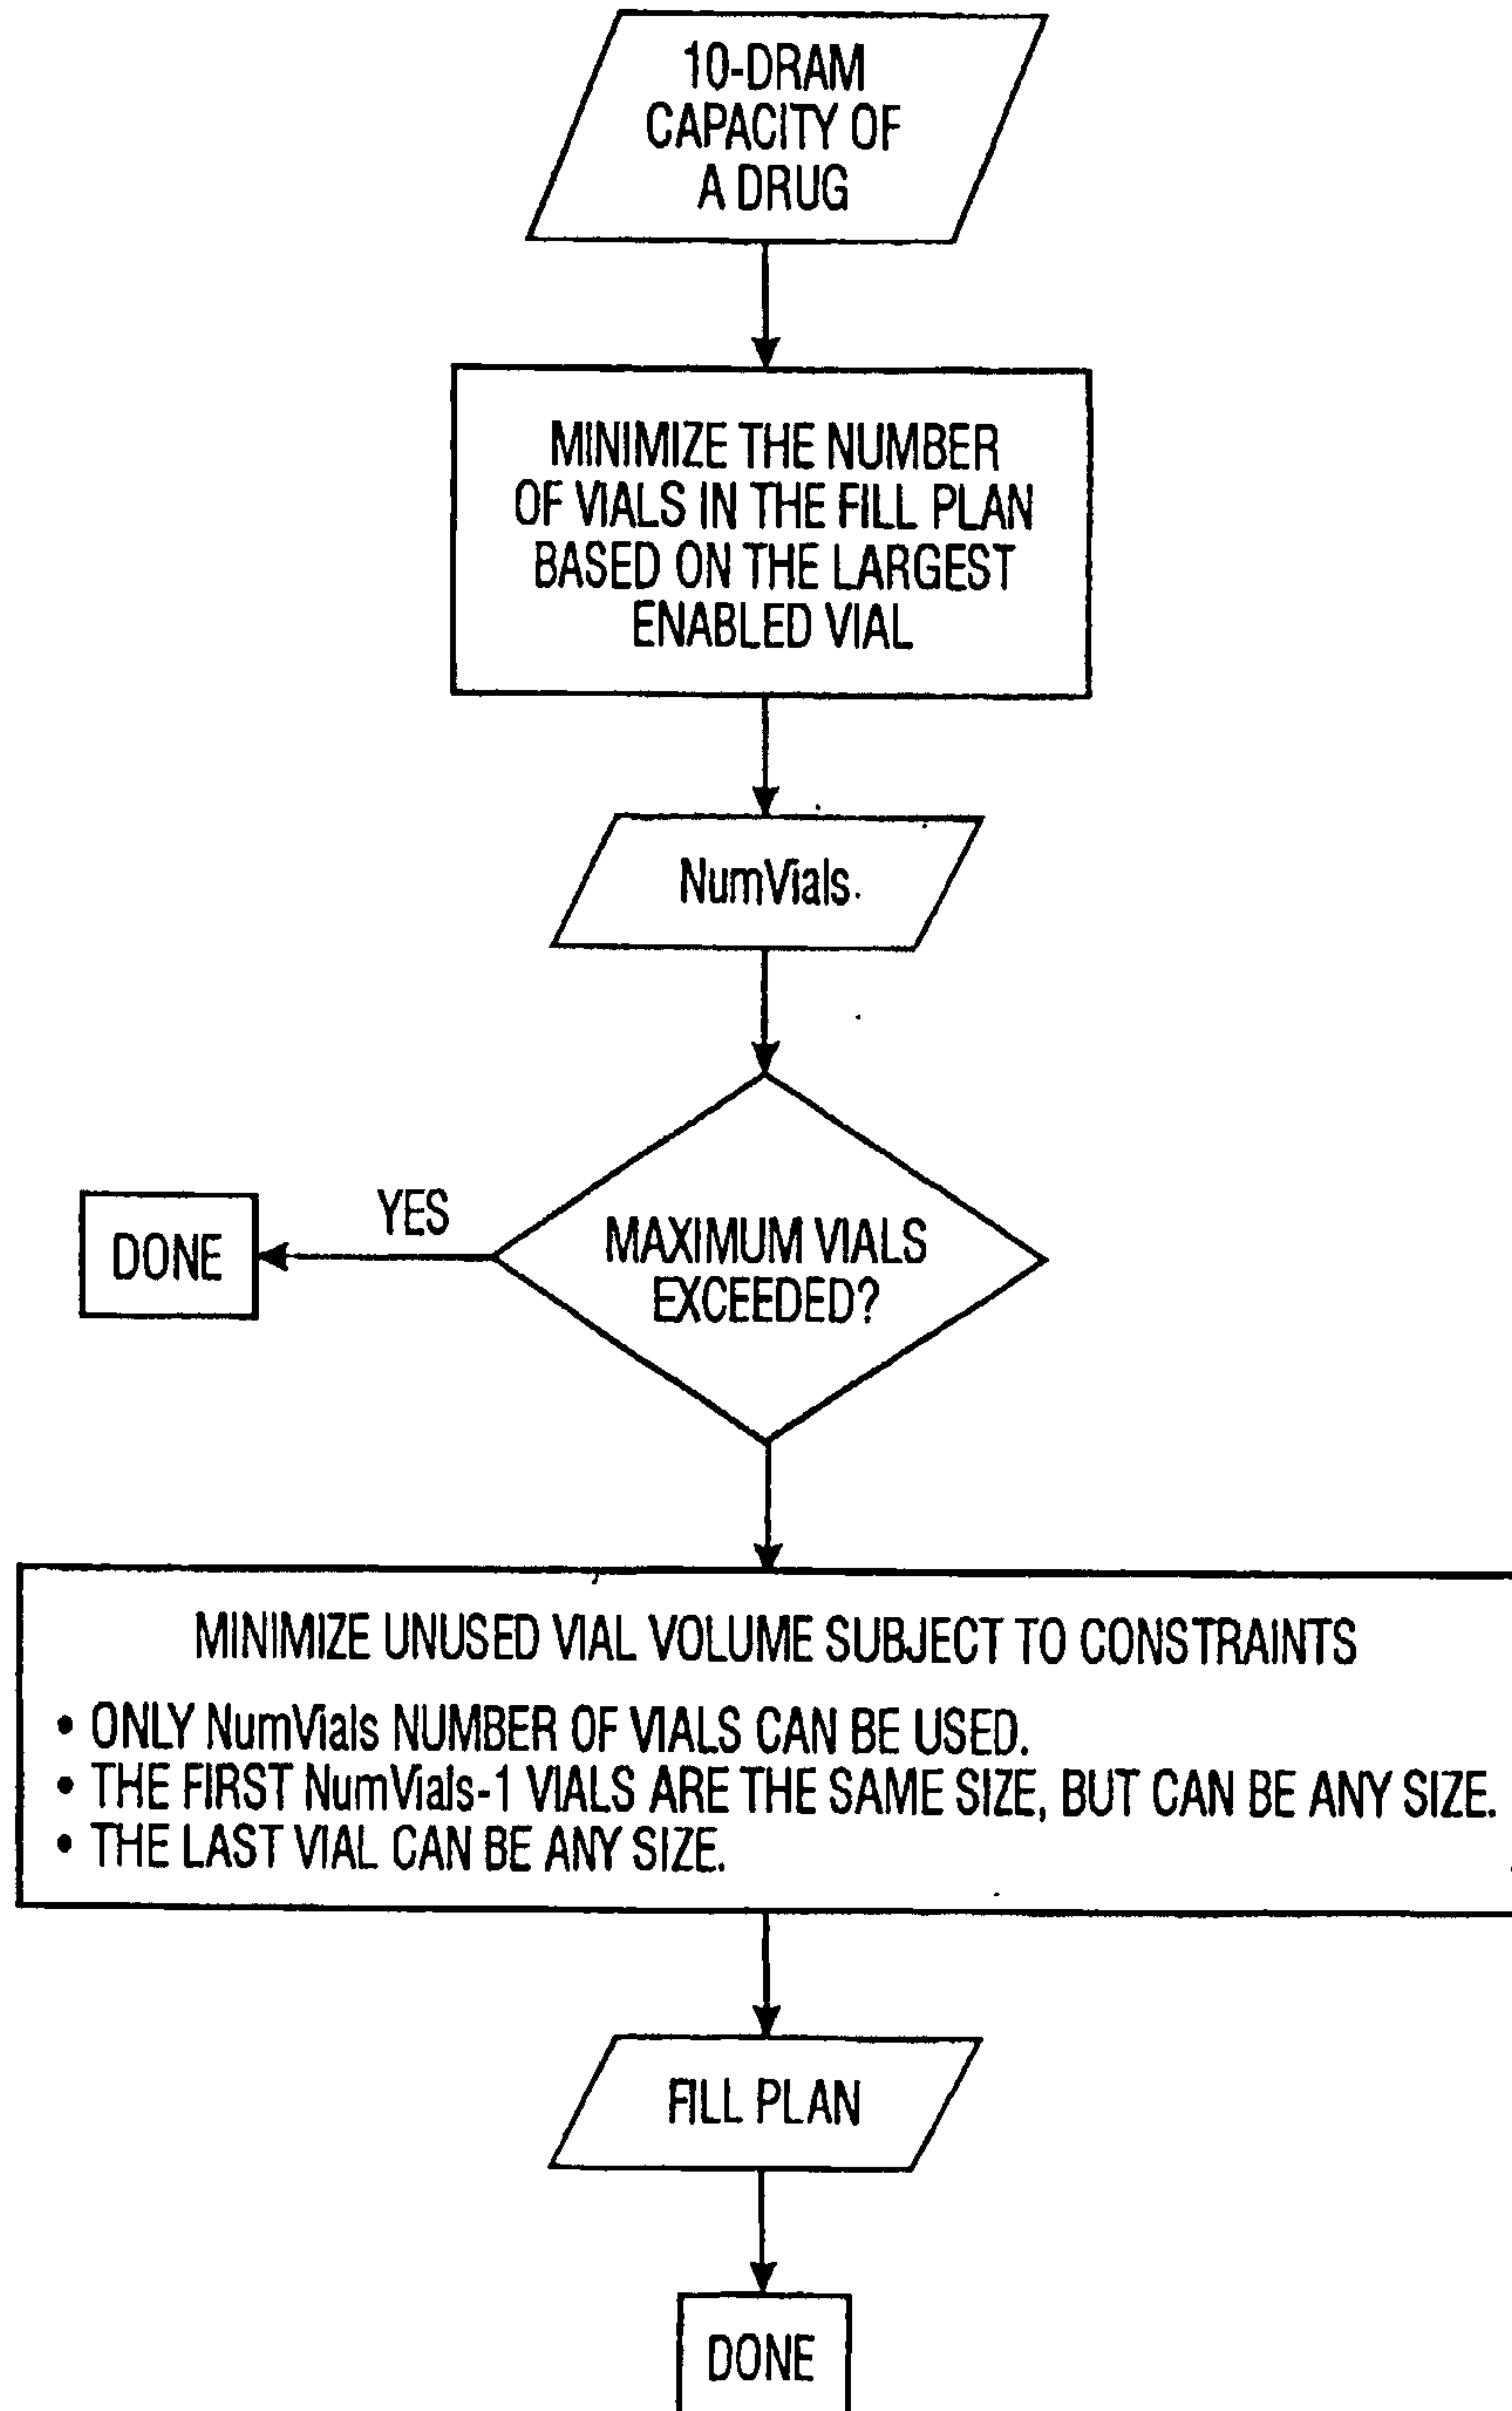 10-DRAM
CAPACITY OF
A DRUG
MINIMIZE THE NUMBER
OF VIALS IN THE FILL PLAN
BASED ON THE LARGEST
ENABLED VIAL
NumVials
MAXIMUM VIALS
EXCEEDED?
YES
DONE
MINIMIZE UNUSED VIAL VOLUME SUBJECT TO CONSTRAINTS
• ONLY NumVials NUMBER OF VIALS CAN BE USED.
• THE FIRST NumVials-1 VIALS ARE THE SAME SIZE, BUT CAN BE ANY SIZE.
• THE LAST VIAL CAN BE ANY SIZE.
FILL PLAN
DONE